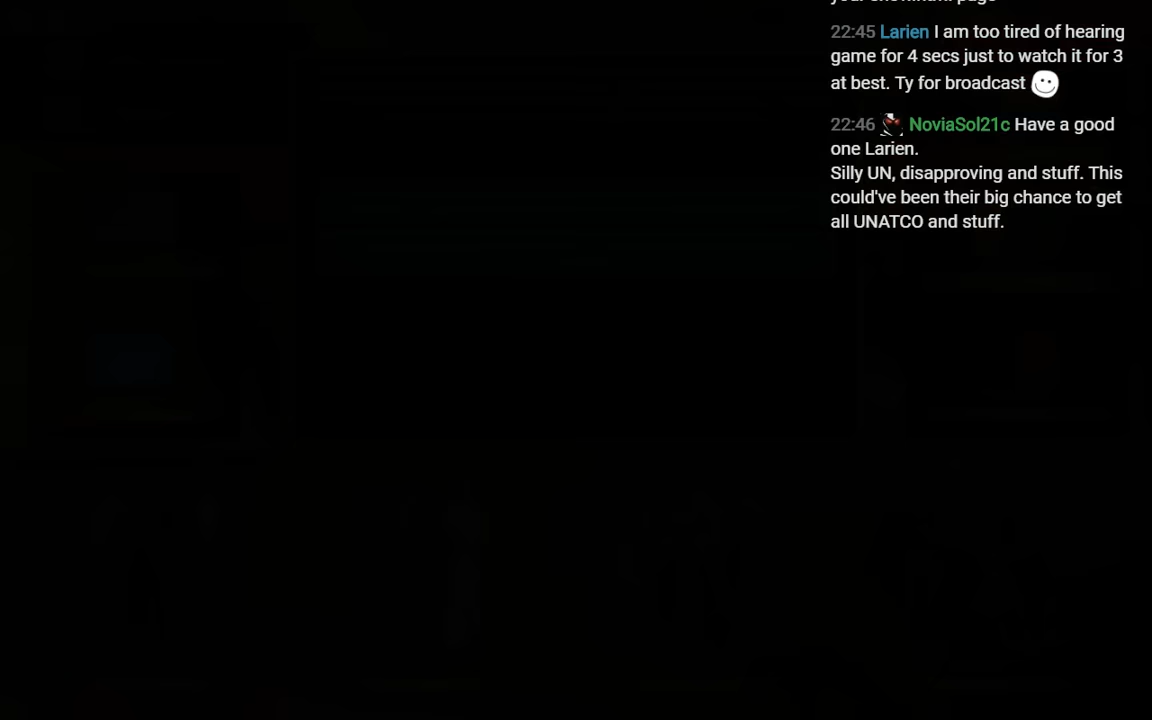 22:45 Larien I am too tired of hearing
game for 4 secs just to watch it for 3
at best. Ty for broadcast
22:46 NoviaSol21c Have a good
one Larien.
Silly UN, disapproving and stuff. This
could've been their big chance to get
all UNATCO and stuff.